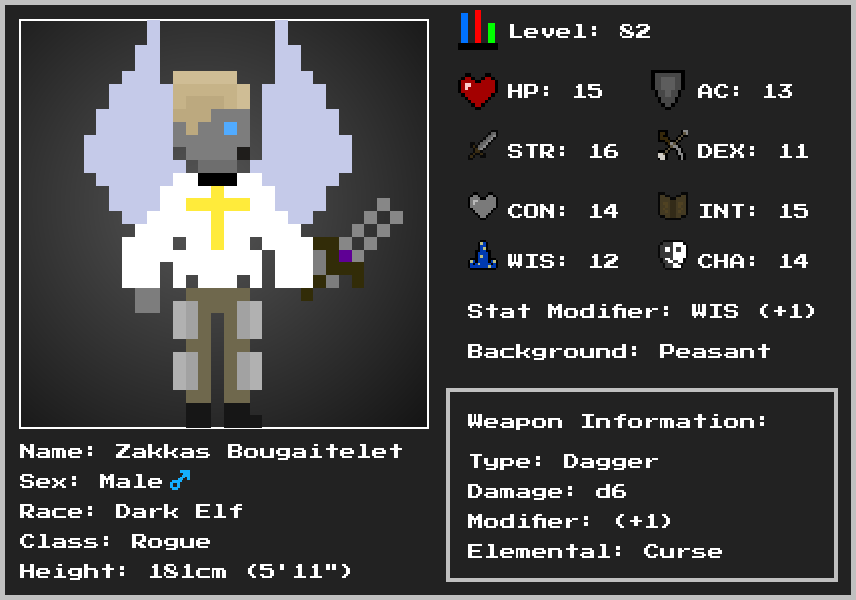 Level: 82
HP: 15
AC: 13
STR: 16
DEX: 11
CON: 14
INT: 15
WIS: 12
CHA: 14
Stat Modifier: WIS (+1)
Background: Peasant
Weapon Information:
Type: Dagger
Damage: d6
Modifier: (+1)
Elemental: Curse
Name: Zakkas Bougaitelet
Sex: Male♂
Race: Dark Elf
Class: Rogue
Height: 181cm (5'11")